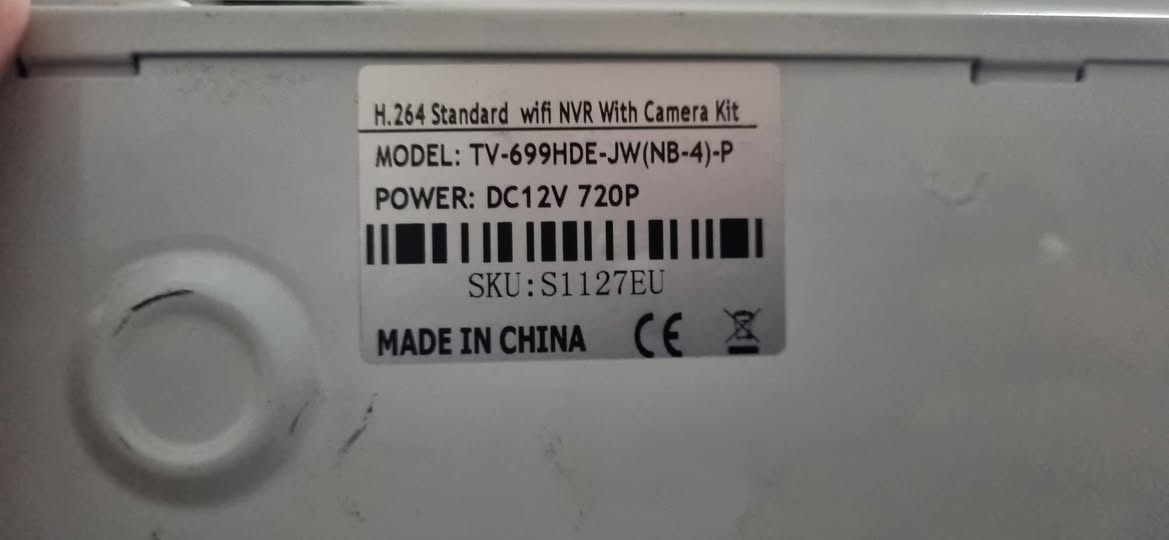 H.264 Standard wifi NVR With Camera Kit
MODEL: TV-699HDE-JW(NB-4)-P
POWER: DC12V 720P
SKU:S1127EU
MADE IN CHINA CE